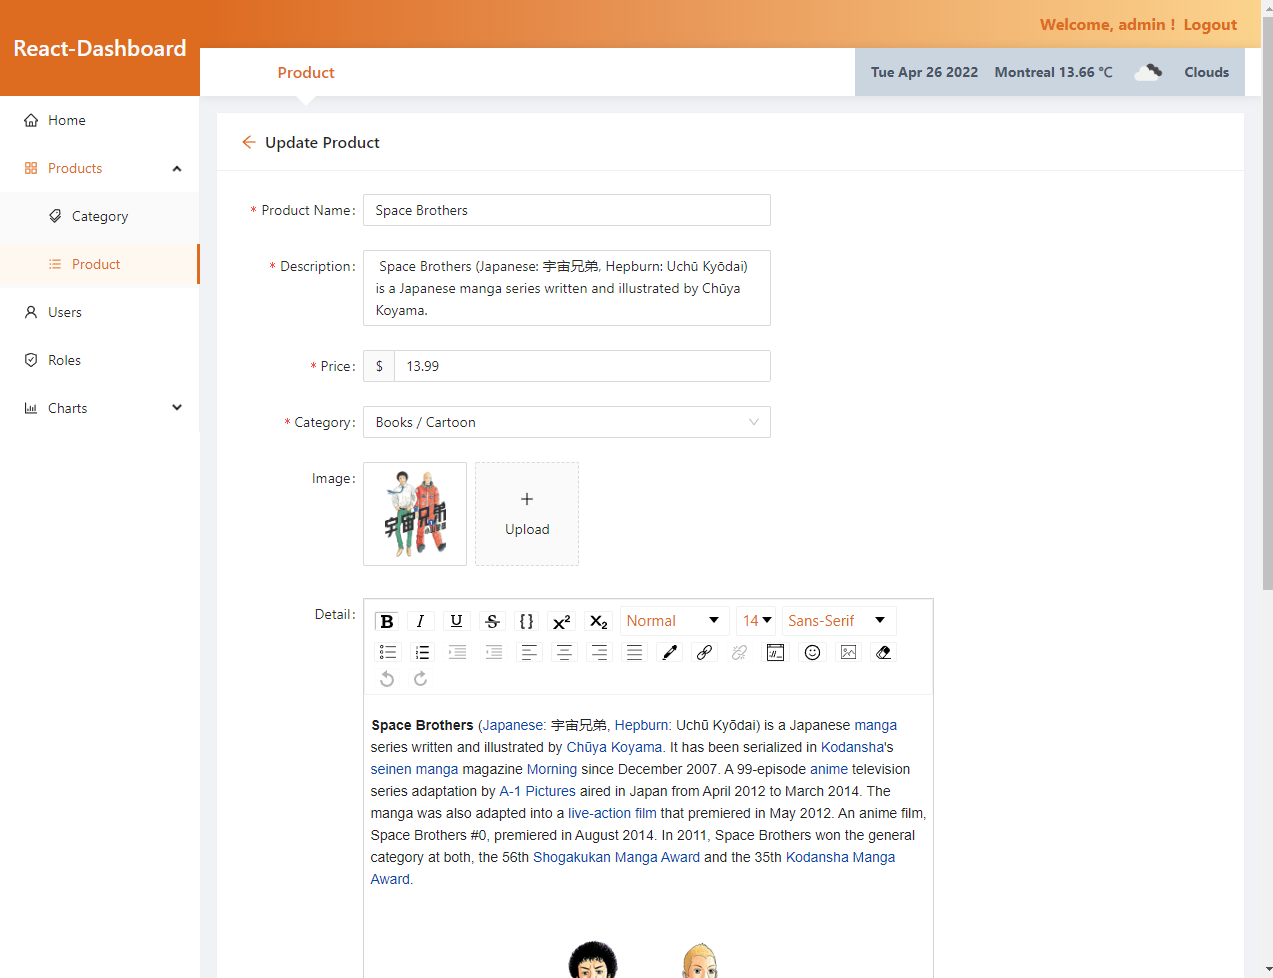 Welcome, admin ! Logout
React-Dashboard
Product
Tue Apr 26 2022 Montreal 13.66 °C Clouds
Home
Products
Category
Product
Users
Roles
Charts
Update Product
* Product Name: Space Brothers
* Description: Space Brothers (Japanese: 宇宙兄弟, Hepburn: Uchū Kyōdai)
is a Japanese manga series written and illustrated by Chūya
Koyama.
* Price: $ 13.99
* Category: Books / Cartoon
Image:
宇宙兄弟
+
Upload
Detail:
B I U S {} x² X₂ Normal 14 Sans-Serif
Space Brothers (Japanese: 宇宙兄弟, Hepburn: Uchū Kyōdai) is a Japanese manga
series written and illustrated by Chūya Koyama. It has been serialized in Kodansha's
seinen manga magazine Morning since December 2007. A 99-episode anime television
series adaptation by A-1 Pictures aired in Japan from April 2012 to March 2014. The
manga was also adapted into a live-action film that premiered in May 2012. An anime film,
Space Brothers #0, premiered in August 2014. In 2011, Space Brothers won the general
category at both, the 56th Shogakukan Manga Award and the 35th Kodansha Manga
Award.